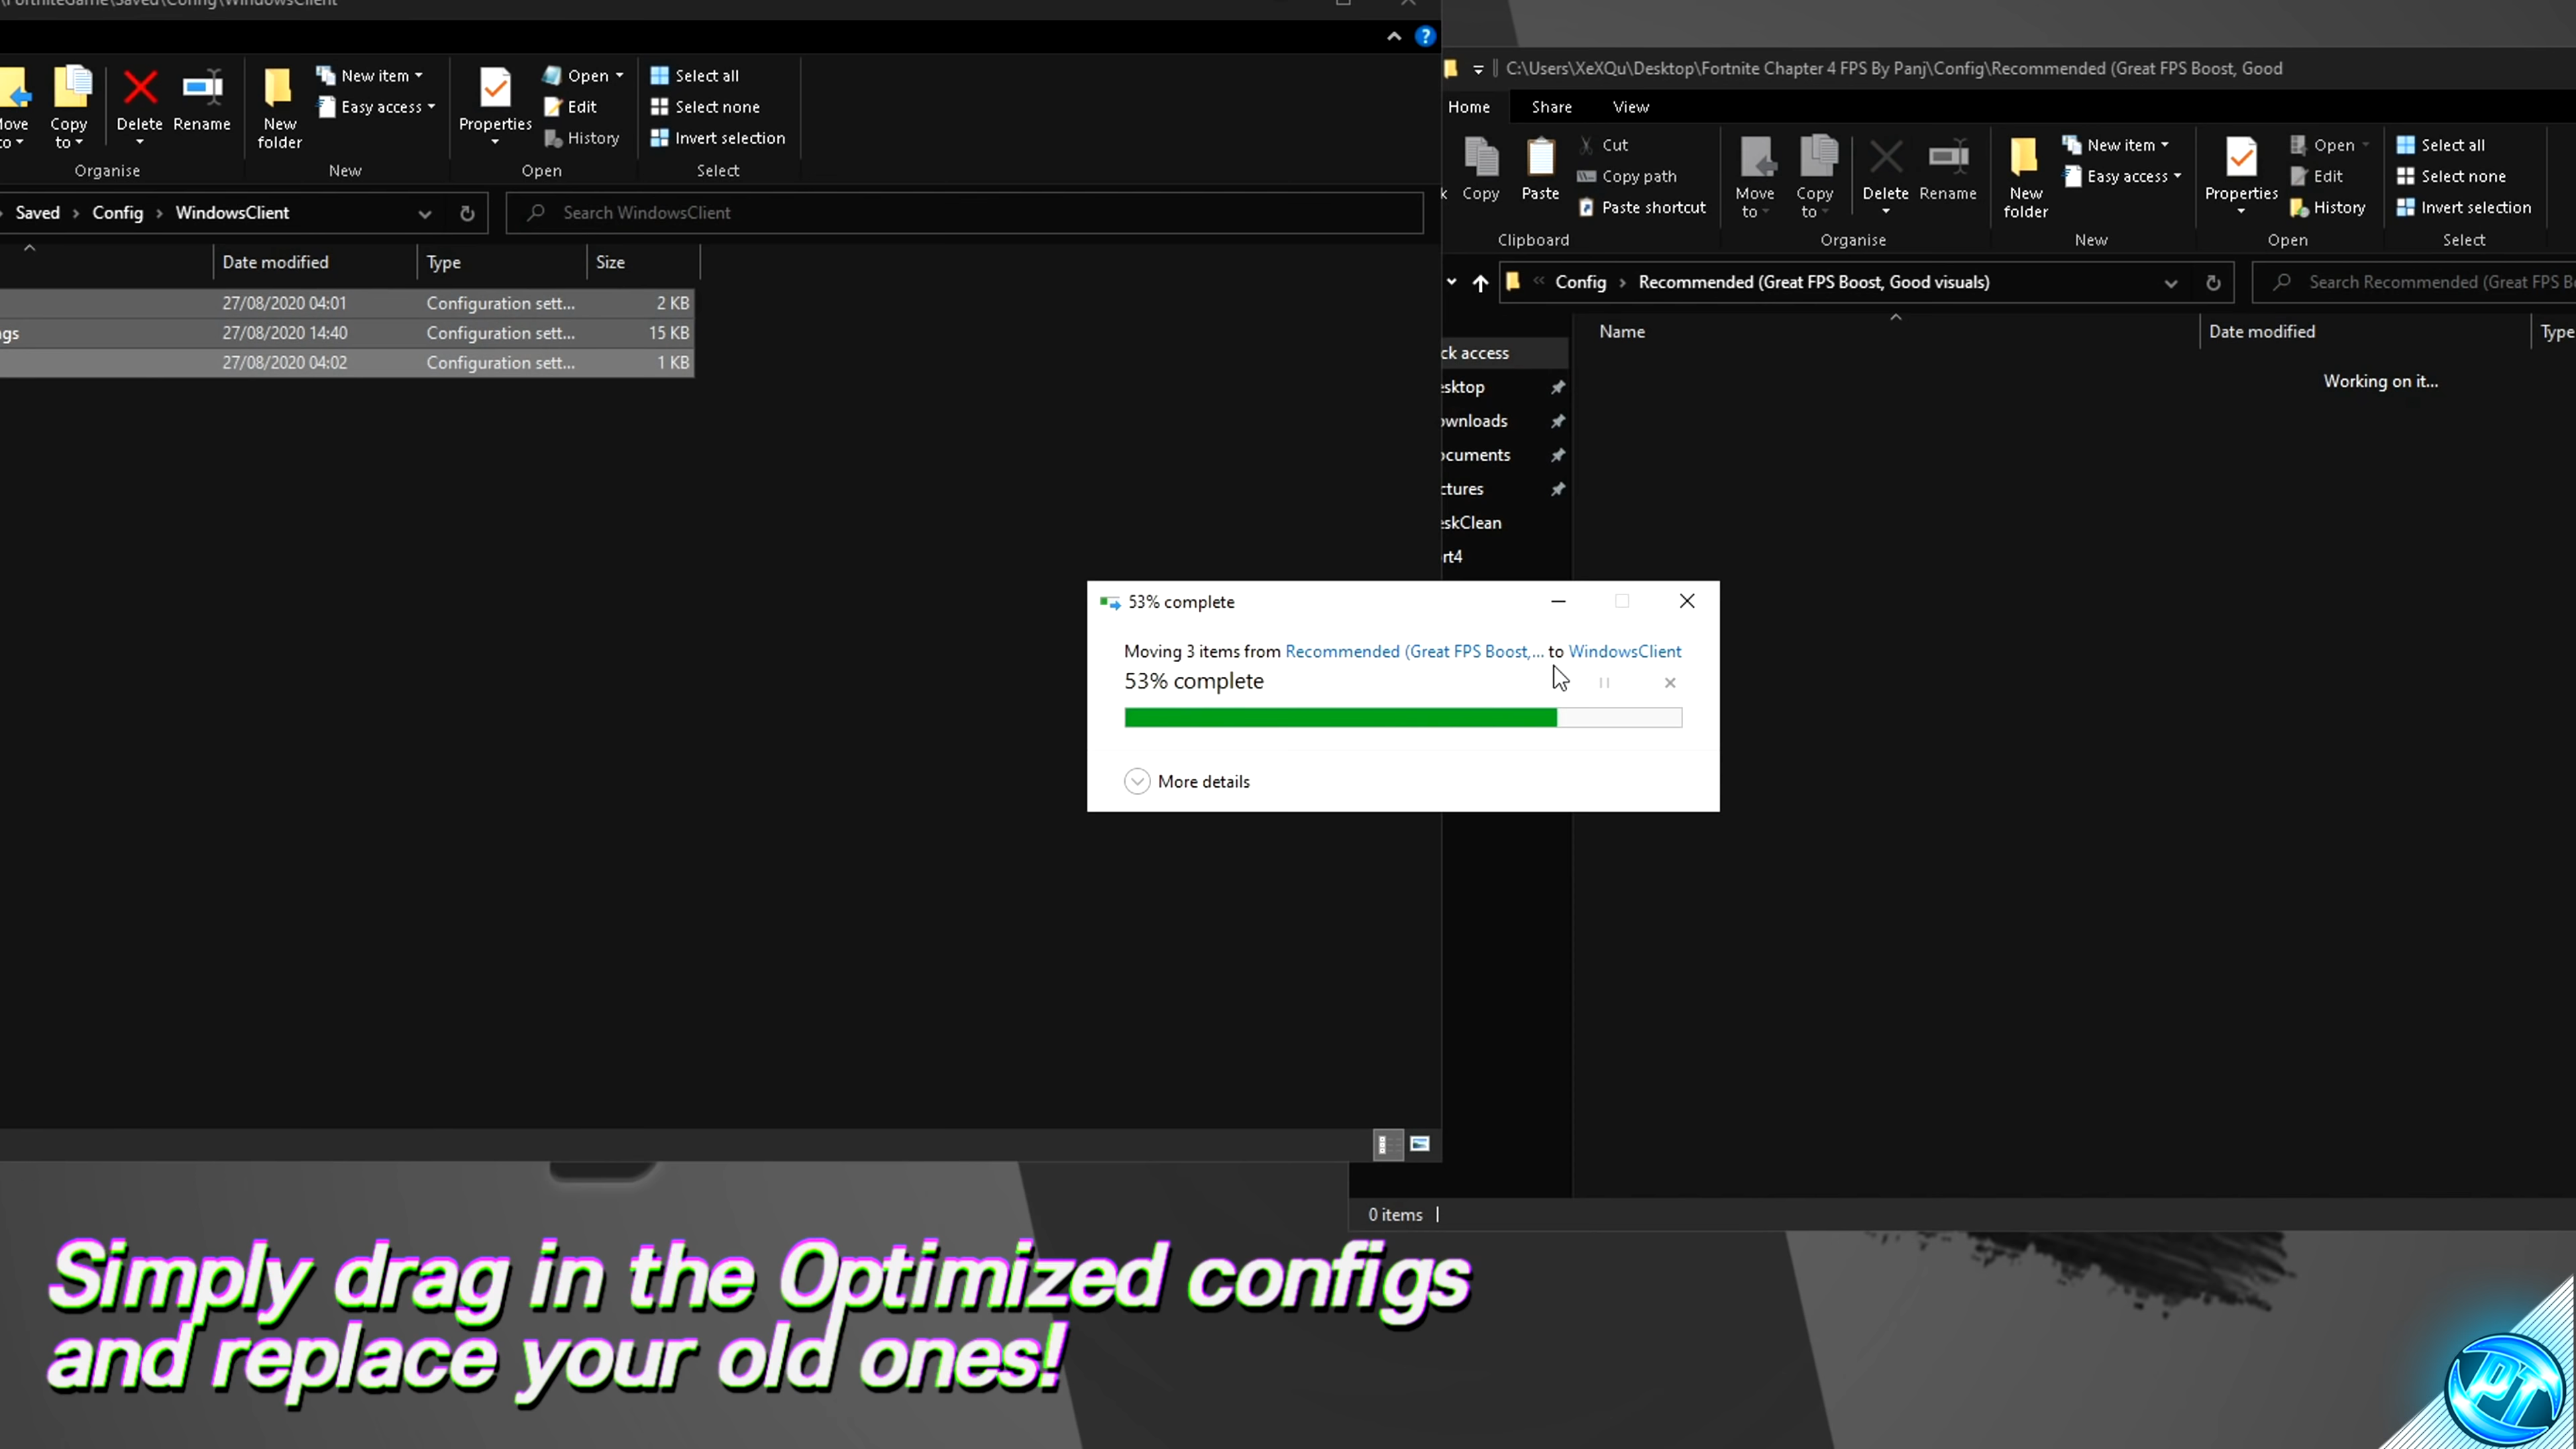 \FortniteGame\Saved\Config\WindowsClient
New item
Open
Select all
Easy access
Edit
Select none
Move
to
Copy
to
Delete
Rename
New
folder
Properties
History
Invert selection
Organise
New
Open
Select
Saved
Config
WindowsClient
Search WindowsClient
Date modified
Type
Size
27/08/2020 04:01
Configuration sett...
2 KB
gs
27/08/2020 14:40
Configuration sett...
15 KB
27/08/2020 04:02
Configuration sett...
1 KB
C:\Users\XeXQu\Desktop\Fortnite Chapter 4 FPS By Panj\Config\Recommended (Great FPS Boost, Good
Home
Share
View
Cut
Copy path
Paste shortcut
k
Copy
Paste
Move
to
Copy
to
Delete
Rename
New
folder
New item
Easy access
Properties
Open
Edit
History
Select all
Select none
Invert selection
Clipboard
Organise
New
Open
Select
Config
Recommended (Great FPS Boost, Good visuals)
Search Recommended (Great FPS B
Name
Date modified
Type
Working on it...
ck access
esktop
ownloads
ocuments
ctures
eskClean
rt4
53% complete
Moving 3 items from Recommended (Great FPS Boost,... to WindowsClient
53% complete
More details
0 items
Simply drag in the Optimized configs
and replace your old ones!
PT